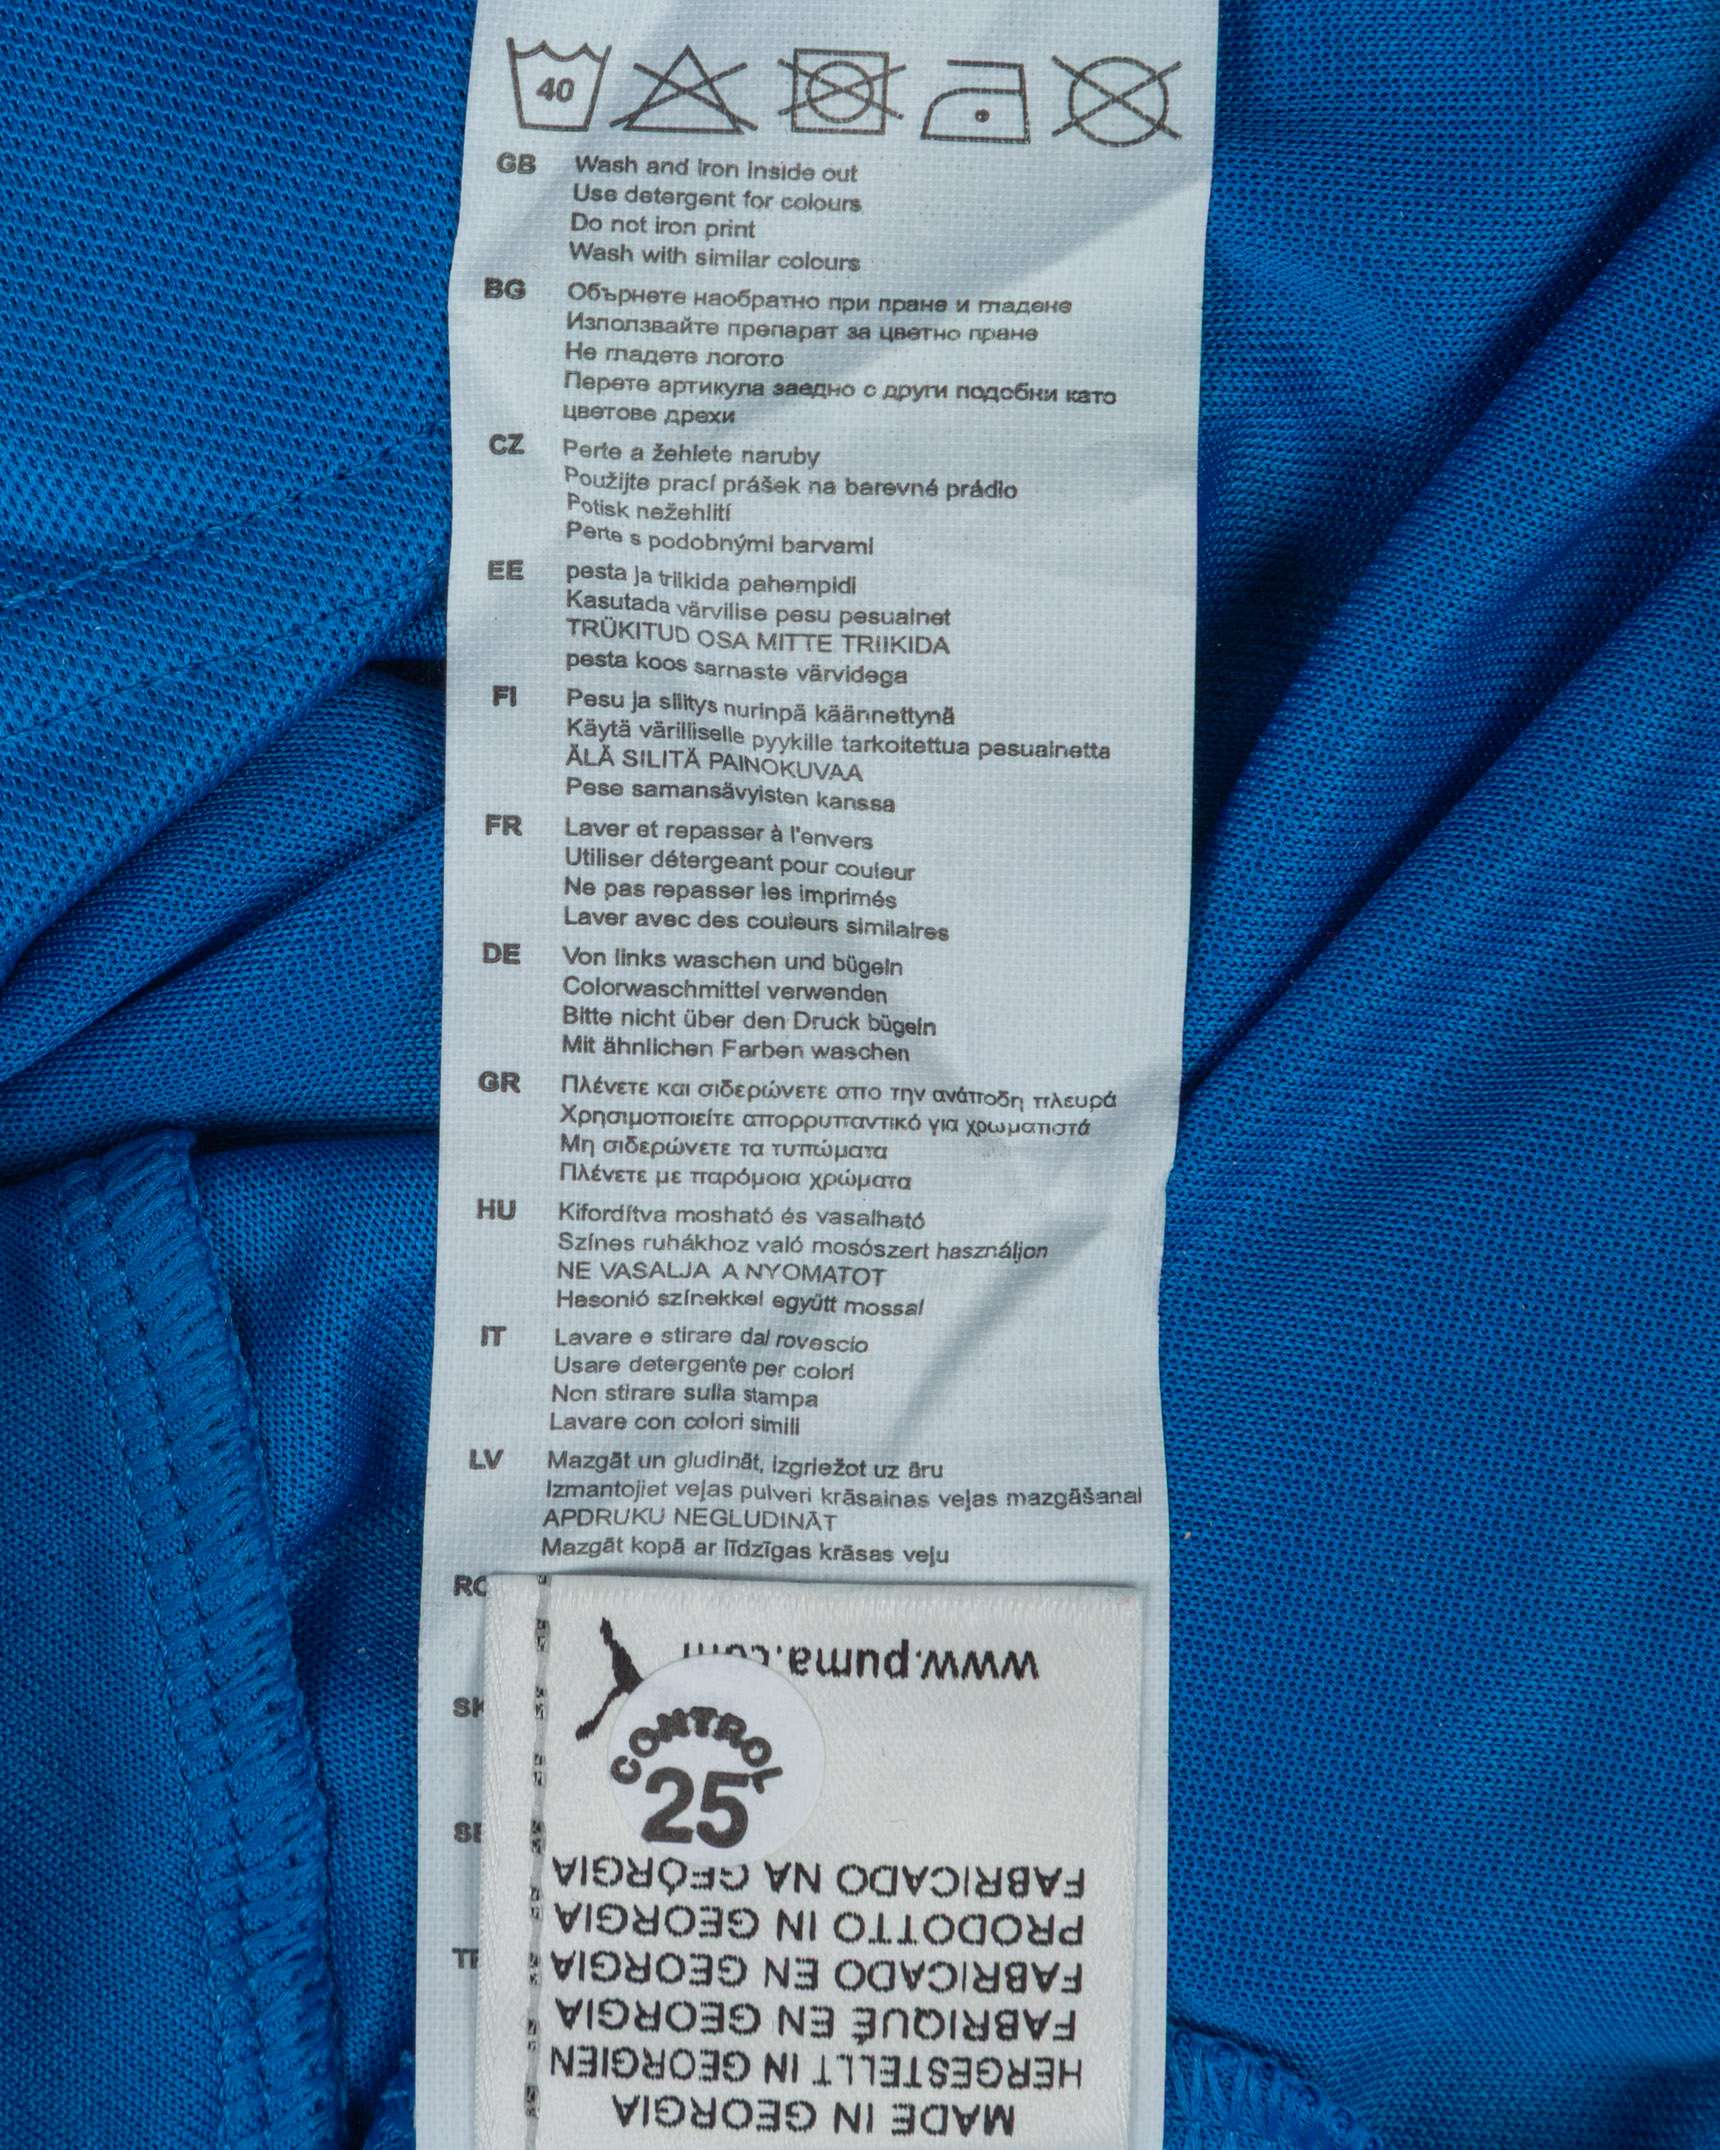 40
GB Wash and iron inside out
Use detergent for colours
Do not iron print
Wash with similar colours
BG Обърнете наобратно при пране и гладене
Използвайте препарат за цветно пране
Не гладете логото
Перете артикула заедно с други подобни като
цветове дрехи
CZ Perte a žehlete naruby
Použijte prací prášek na barevné prádlo
Potisk nežehlití
Perte s podobnými barvami
EE pesta ja triikida pahempidi
Kasutada värvilise pesu pesuainet
TRÜKITUD OSA MITTE TRIIKIDA
pesta koos sarnaste värvidega
FI Pesu ja silitys nurinpä käännettynä
Käytä värilliselle pyykille tarkoitettua pesuainetta
ÄLÄ SILITÄ PAINOKUVAA
Pese samansävyisten kanssa
FR Laver et repasser à l'envers
Utiliser détergeant pour couleur
Ne pas repasser les imprimés
Laver avec des couleurs similaires
DE Von links waschen und bügeln
Colorwaschmittel verwenden
Bitte nicht über den Druck bügeln
Mit ähnlichen Farben waschen
GR Πλένετε και σιδερώνετε απο την ανάποδη πλευρά
Χρησιμοποιείτε απορρυπαντικό για χρωματιστά
Μη σιδερώνετε τα τυπώματα
Πλένετε με παρόμοια χρώματα
HU Kifordítva mosható és vasalható
Színes ruhákhoz való mosószert használjon
NE VASALJA A NYOMATOT
Hasonló színekkel együtt mossal
IT Lavare e stirare dal rovescio
Usare detergente per colori
Non stirare sulla stampa
Lavare con colori simili
LV Mazgāt un gludināt, izgriežot uz āru
Izmantojiet veļas pulveri krāsainas veļas mazgāšanai
APDRUKU NEGLUDINĀT
Mazgāt kopā ar līdzīgas krāsas veļu
RO
SK
SE
TR
www.puma.com
CONTROL
25
FABRICADO NA GEÓRGIA
PRODOTTO IN GEORGIA
FABRICADO EN GEORGIA
FABRIQUÉ EN GEORGIA
HERGESTELLT IN GEORGIEN
MADE IN GEORGIA